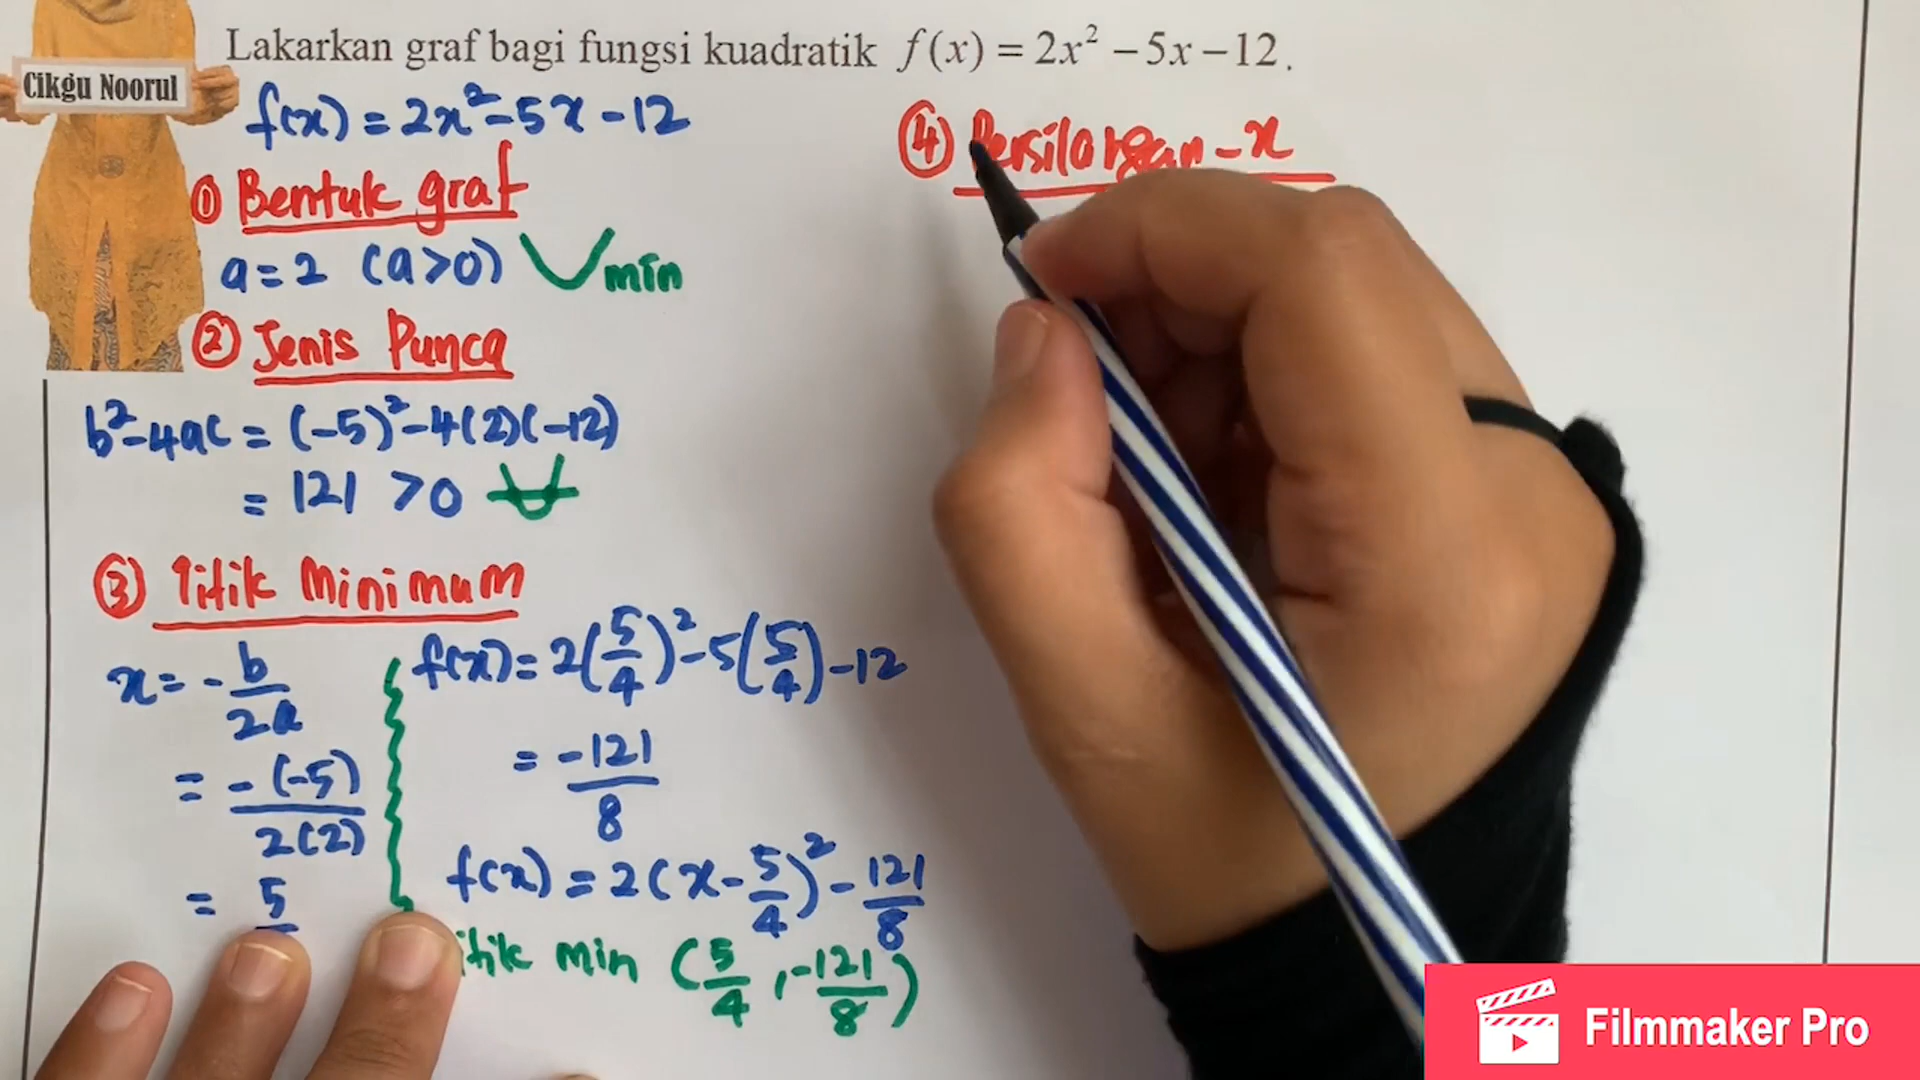 Lakarkan graf bagi fungsi kuadratik f(x) = 2x² − 5x − 12.
Cikgu Noorul
f(x) = 2x² − 5x − 12
① Bentuk graf
a = 2 (a > 0) min
② Jenis Punca
b² − 4ac = (−5)² − 4(2)(−12)
= 121 > 0
③ Titik Minimum
x = − b/2a
= −(−5)/2(2)
= 5
f(x) = 2(5/4)² − 5(5/4) − 12
= −121/8
f(x) = 2(x − 5/4)² − 121/8
itik min (5/4, −121/8)
④ Persilangan − x
Filmmaker Pro